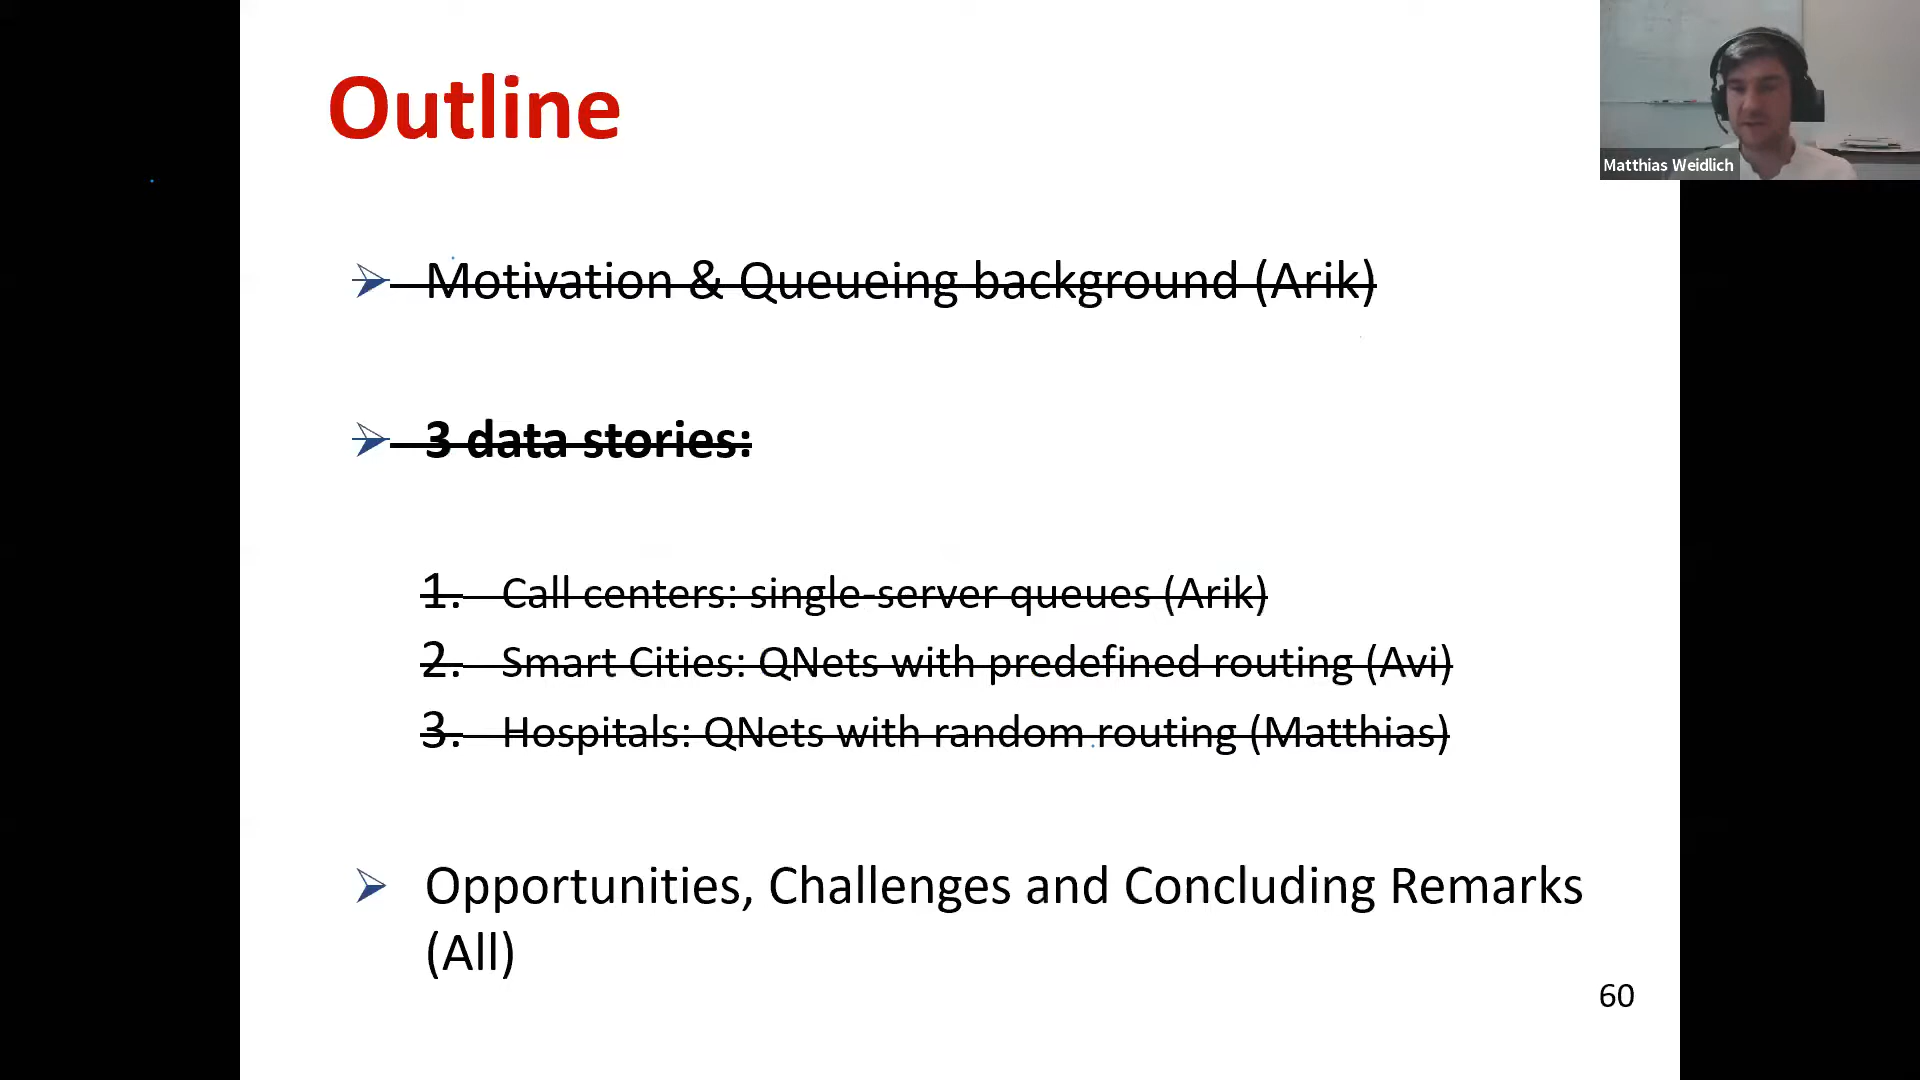 Outline
Matthias Weidlich
Motivation & Queueing background (Arik)
3 data stories:
1. Call centers: single-server queues (Arik)
2. Smart Cities: QNets with predefined routing (Avi)
3. Hospitals: QNets with random routing (Matthias)
Opportunities, Challenges and Concluding Remarks
(All)
60